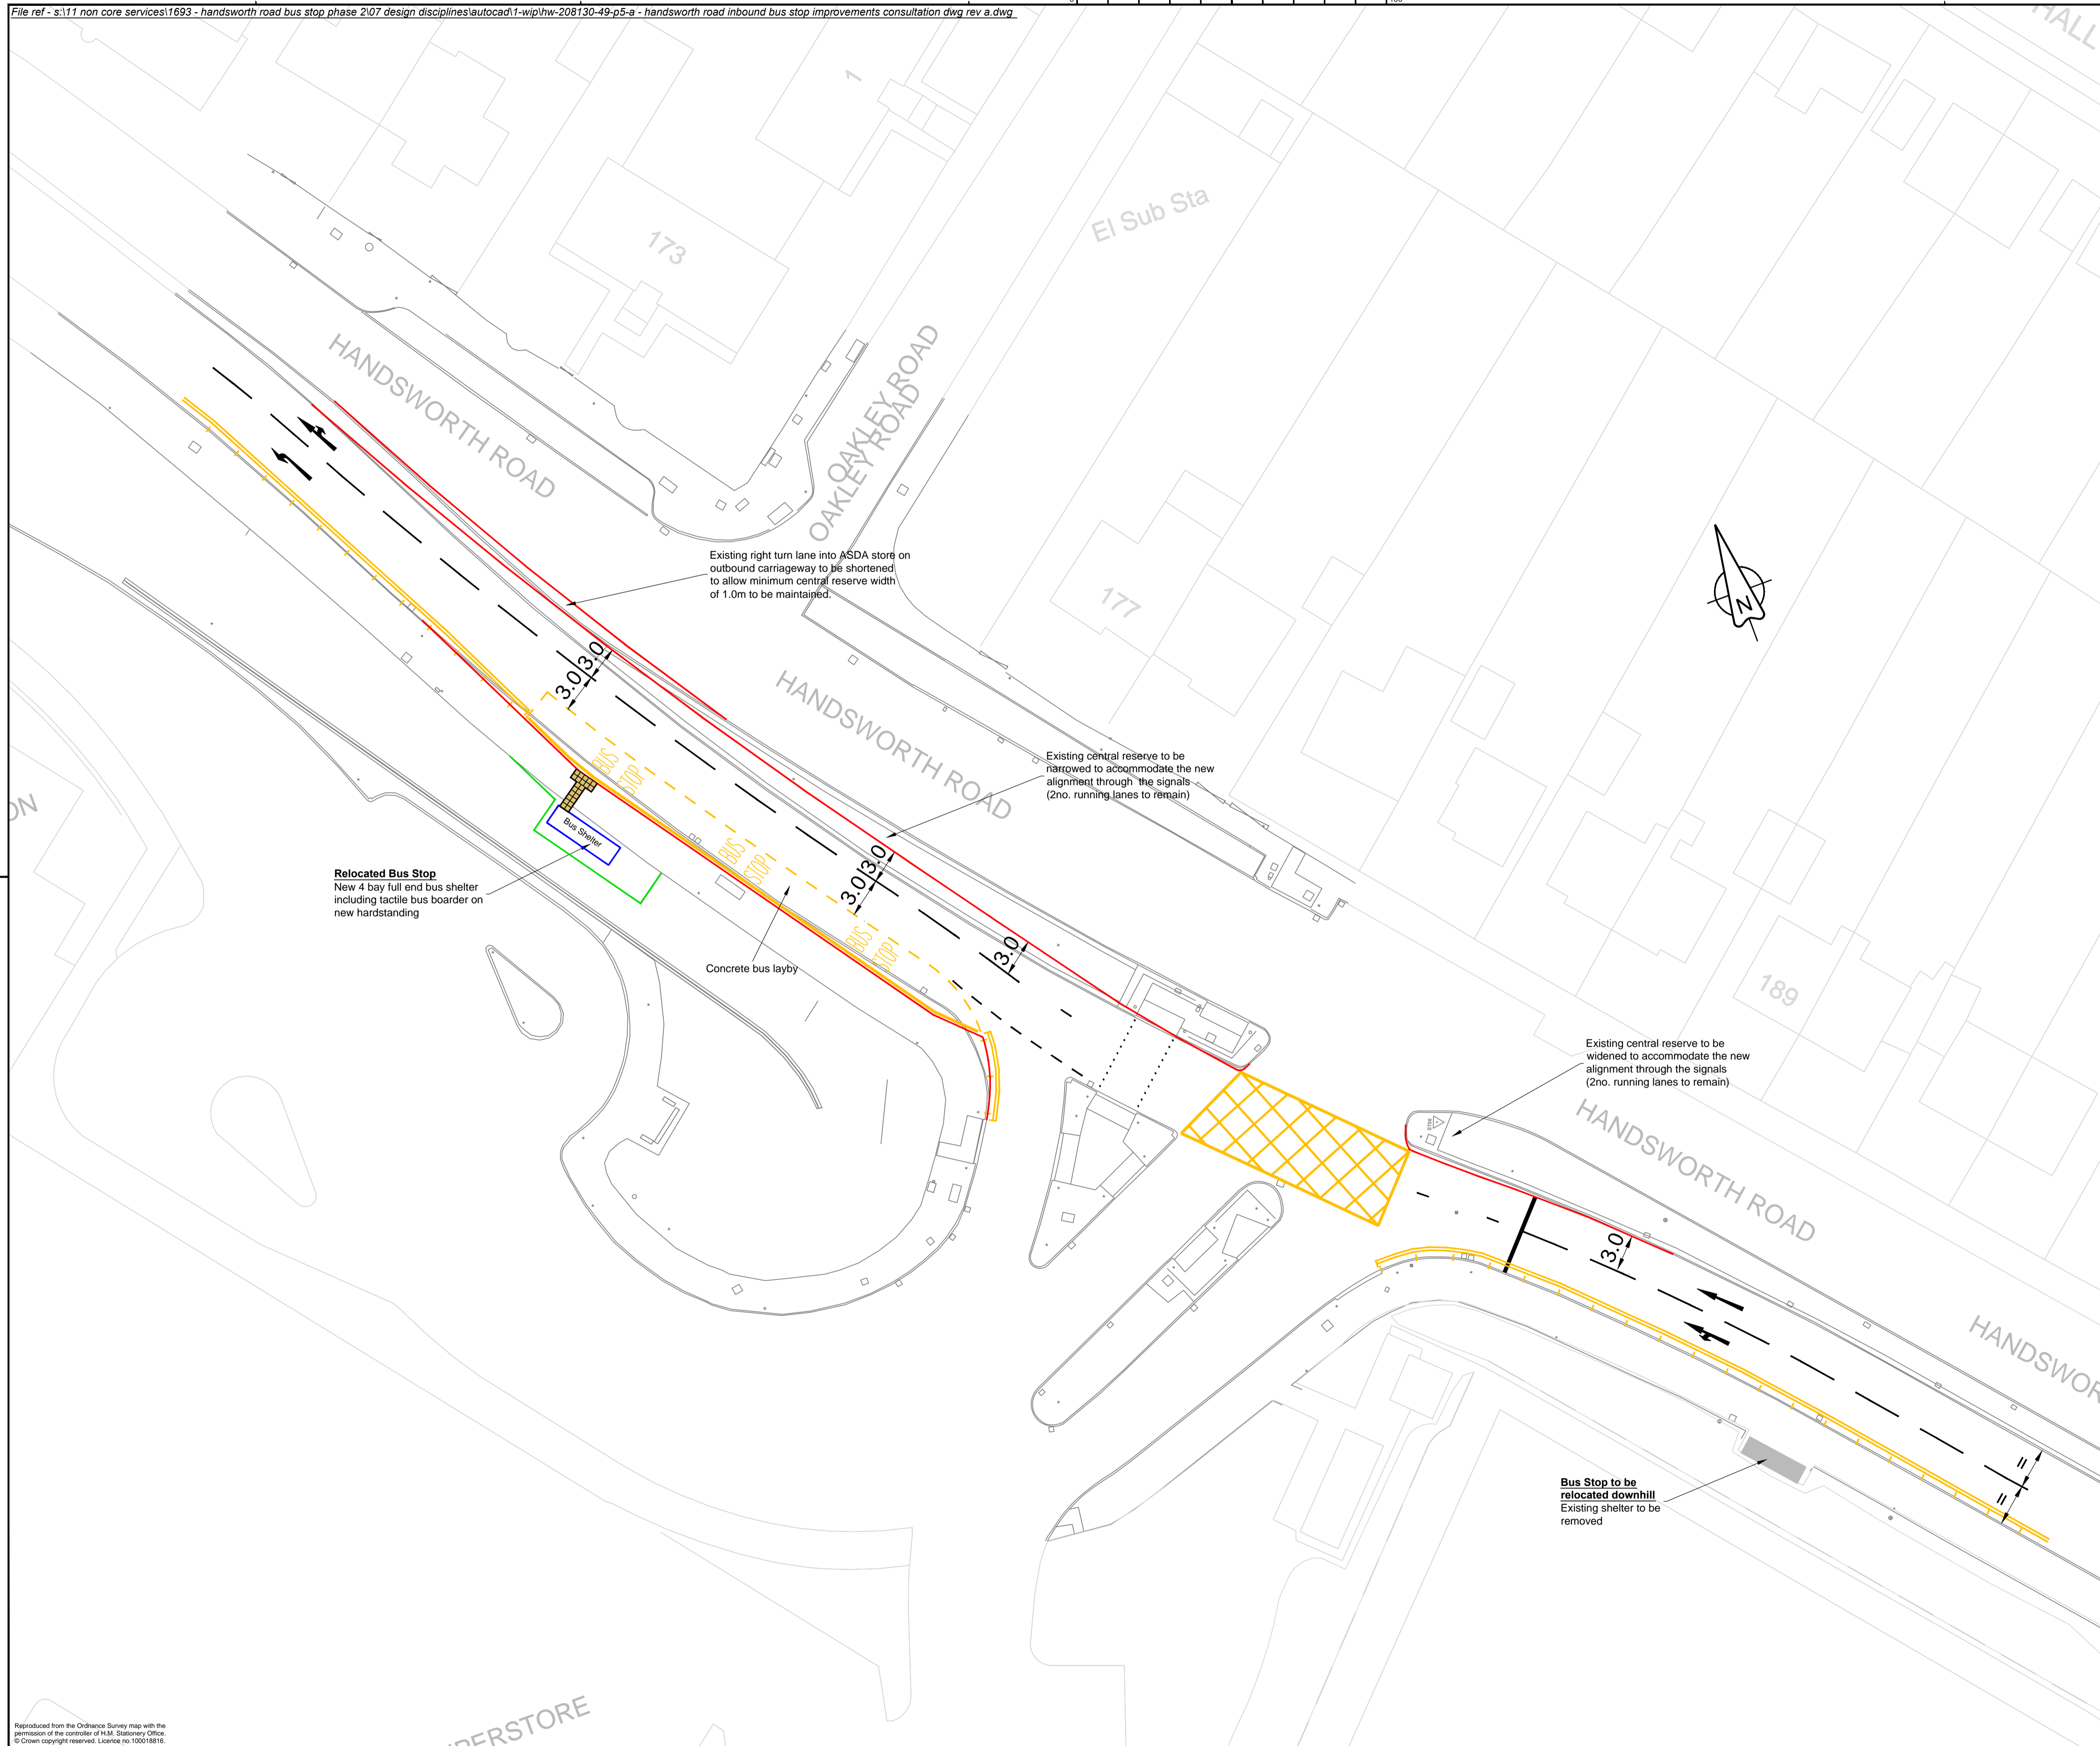 File ref - s:\11 non core services\1693 - handsworth road bus stop phase 2\07 design disciplines\autocad\1-wip\hw-208130-49-p5-a - handsworth road inbound bus stop improvements consultation dwg rev a.dwg
HALL
1
El Sub Sta
173
HANDSWORTH ROAD
OAKLEY ROAD
OAKLEY ROAD
Existing right turn lane into ASDA store on
outbound carriageway to be shortened
to allow minimum central reserve width
of 1.0m to be maintained.
177
N
3.0
3.0
HANDSWORTH ROAD
Existing central reserve to be
narrowed to accommodate the new
alignment through the signals
(2no. running lanes to remain)
BUS
STOP
ON
Bus Shelter
BUS
STOP
3.0
3.0
Relocated Bus Stop
New 4 bay full end bus shelter
including tactile bus boarder on
new hardstanding
BUS
STOP
3.0
Concrete bus layby
189
Existing central reserve to be
widened to accommodate the new
alignment through the signals
(2no. running lanes to remain)
HANDSWORTH ROAD
3.0
HANDSWOR
=
=
Bus Stop to be
relocated downhill
Existing shelter to be
removed
PERSTORE
Reproduced from the Ordnance Survey map with the
permission of the controller of H.M. Stationery Office.
© Crown copyright reserved. Licence no.100018816.